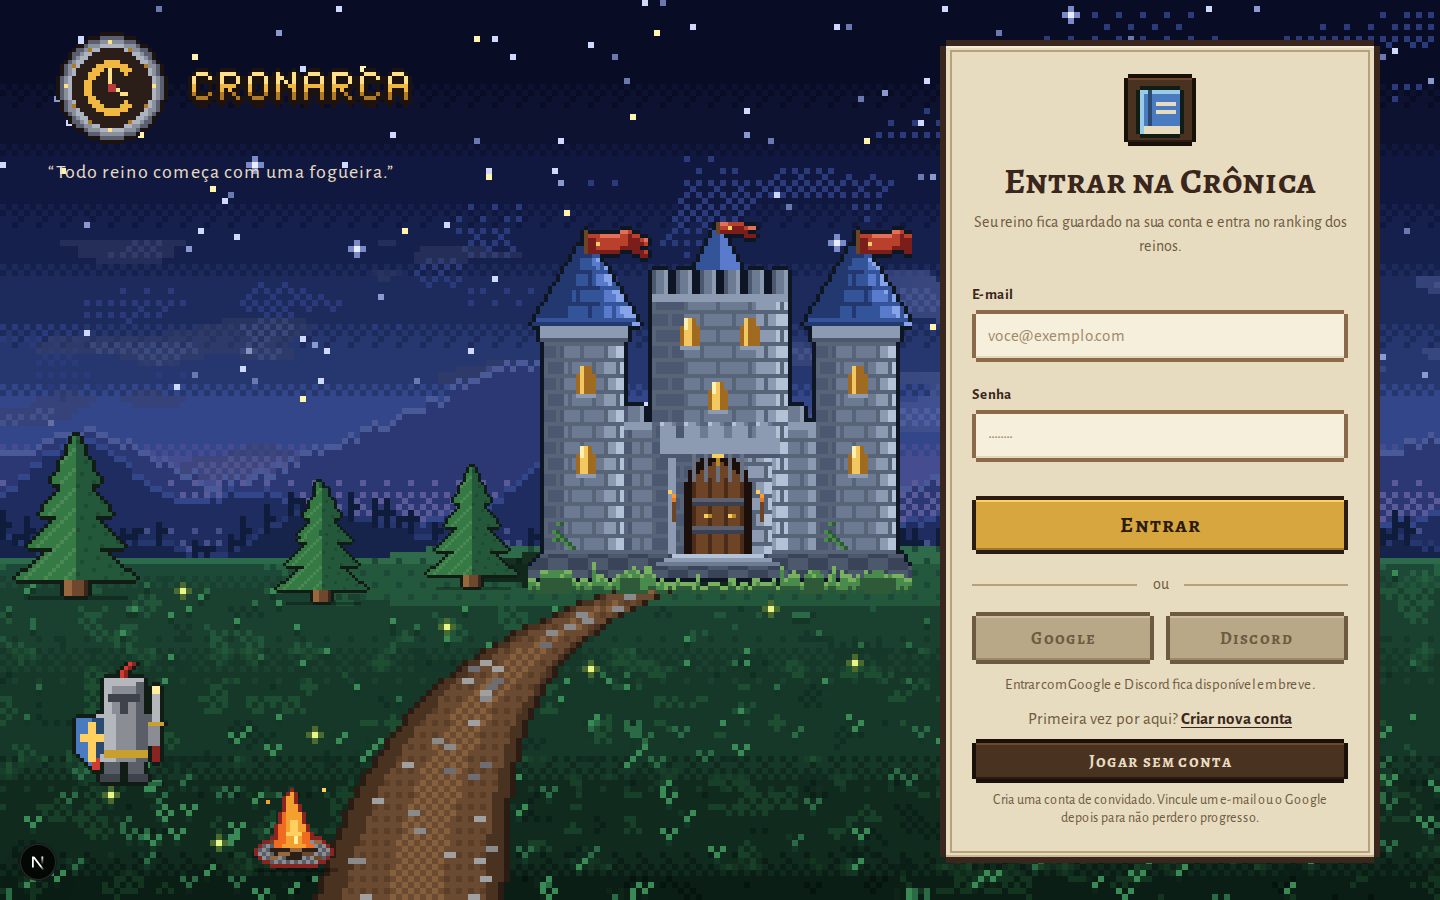 CRONARCA
“Todo reino começa com uma fogueira.”
Entrar na Crônica
Seu reino fica guardado na sua conta e entra no ranking dos
reinos.
E-mail
voce@exemplo.com
Senha
........
Entrar
ou
Google
Discord
Entrar com Google e Discord fica disponível em breve.
Primeira vez por aqui? Criar nova conta
Jogar sem conta
Cria uma conta de convidado. Vincule um e-mail ou o Google
depois para não perder o progresso.
N